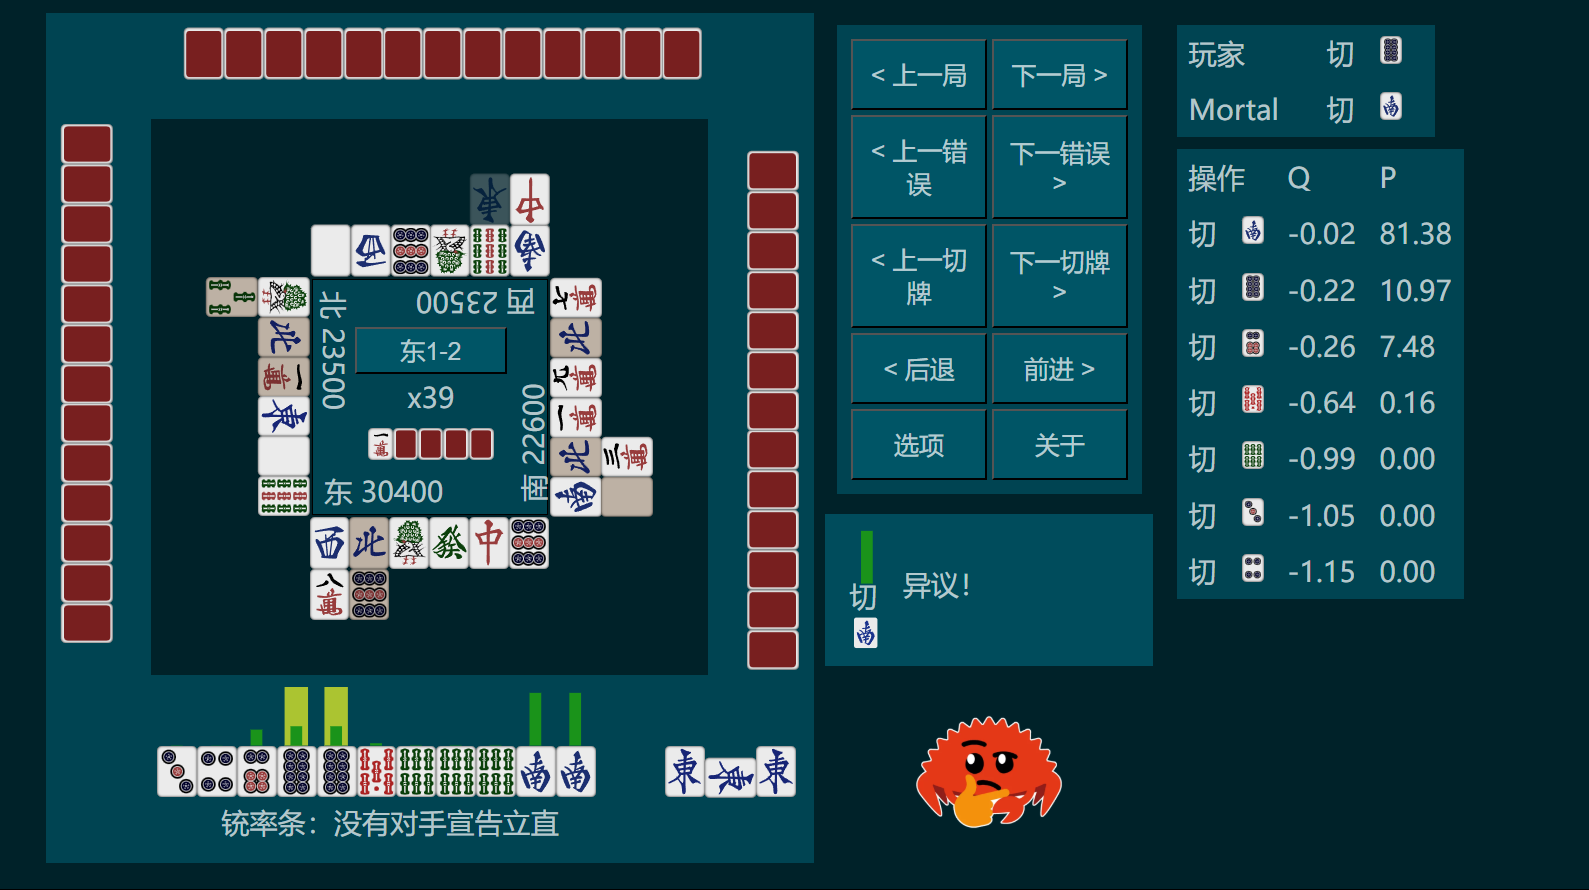 北 23500
西 23500
东1-2
x39
南 22600
东 30400
铳率条：没有对手宣告立直
< 上一局
下一局 >
< 上一错误
下一错误 >
< 上一切牌
下一切牌 >
< 后退
前进 >
选项
关于
切
异议！
玩家 切
Mortal 切
操作 Q P
切 -0.02 81.38
切 -0.22 10.97
切 -0.26 7.48
切 -0.64 0.16
切 -0.99 0.00
切 -1.05 0.00
切 -1.15 0.00